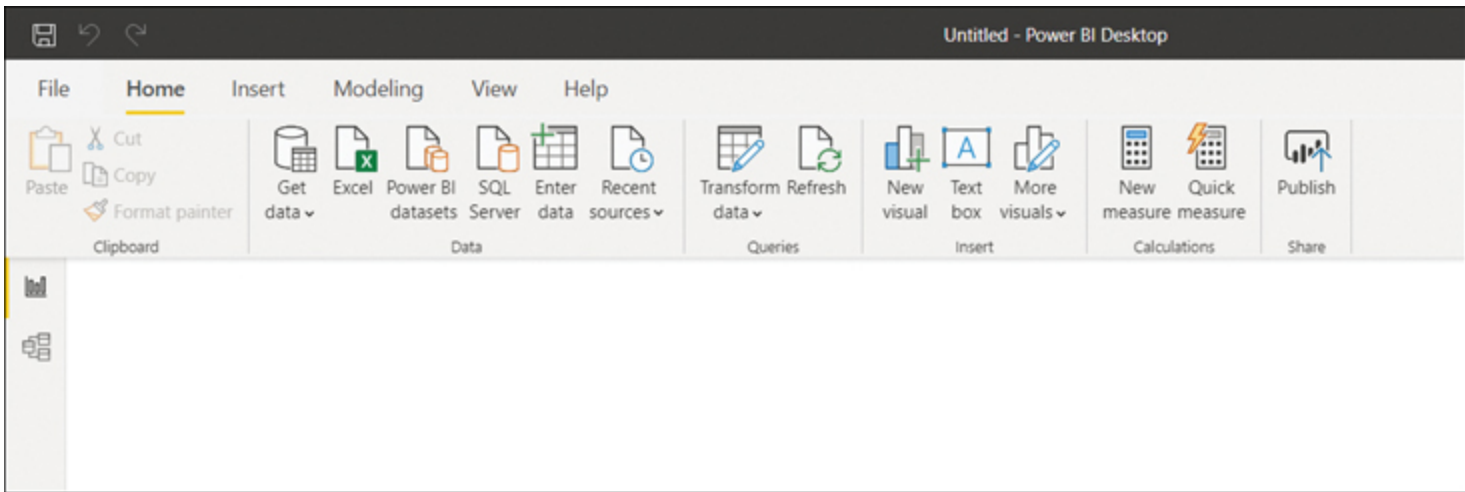 Untitled - Power BI Desktop
File Home Insert Modeling View Help
Paste
Cut
Copy
Format painter
Clipboard
Get
data
Excel
Power BI
datasets
SQL
Server
Enter
data
Recent
sources
Data
Transform
data
Refresh
Queries
New
visual
Text
box
More
visuals
Insert
New
measure
Quick
measure
Calculations
Publish
Share